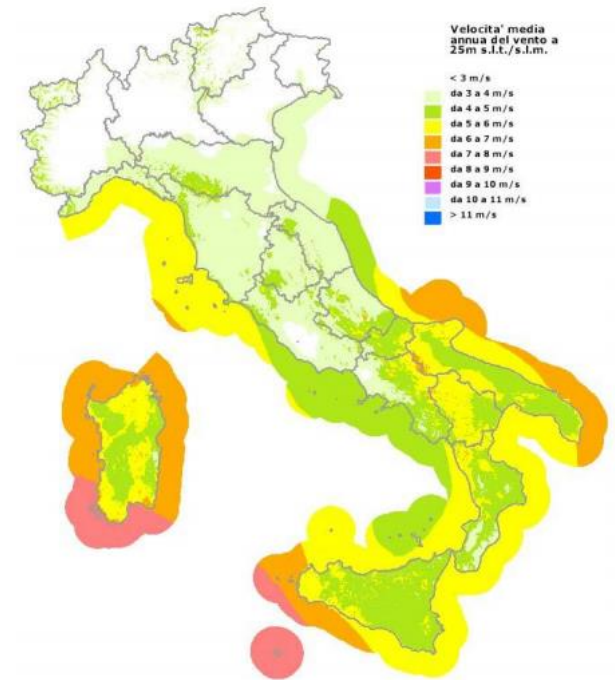 Velocita' media
annua del vento a
25m s.l.t./s.l.m.
< 3 m/s
da 3 a 4 m/s
da 4 a 5 m/s
da 5 a 6 m/s
da 6 a 7 m/s
da 7 a 8 m/s
da 8 a 9 m/s
da 9 a 10 m/s
da 10 a 11 m/s
> 11 m/s